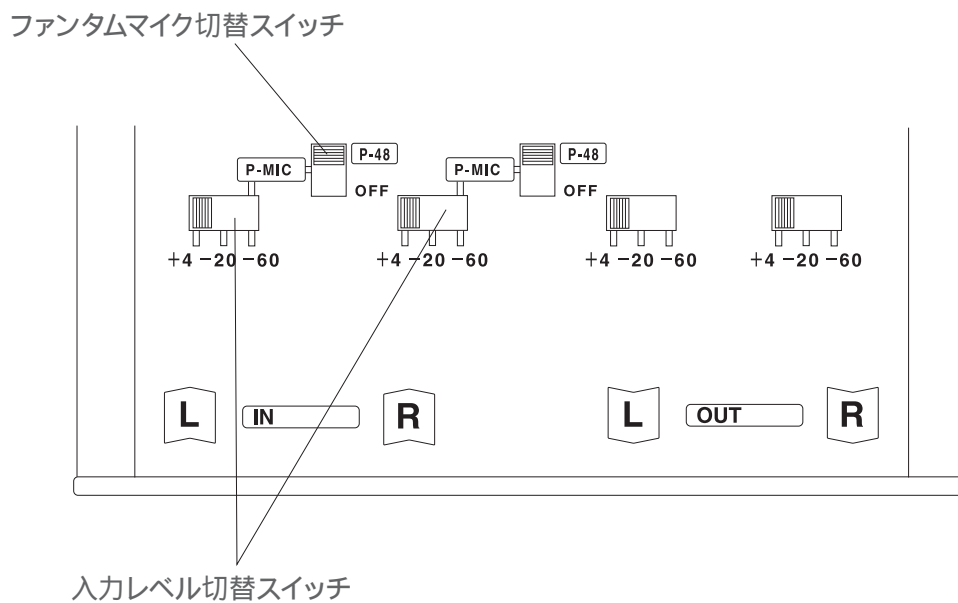 ファンタムマイク切替スイッチ
P-MIC P-48 P-MIC P-48
OFF OFF
+4 -20 -60 +4 -20 -60 +4 -20 -60 +4 -20 -60
L IN R L OUT R
入力レベル切替スイッチ